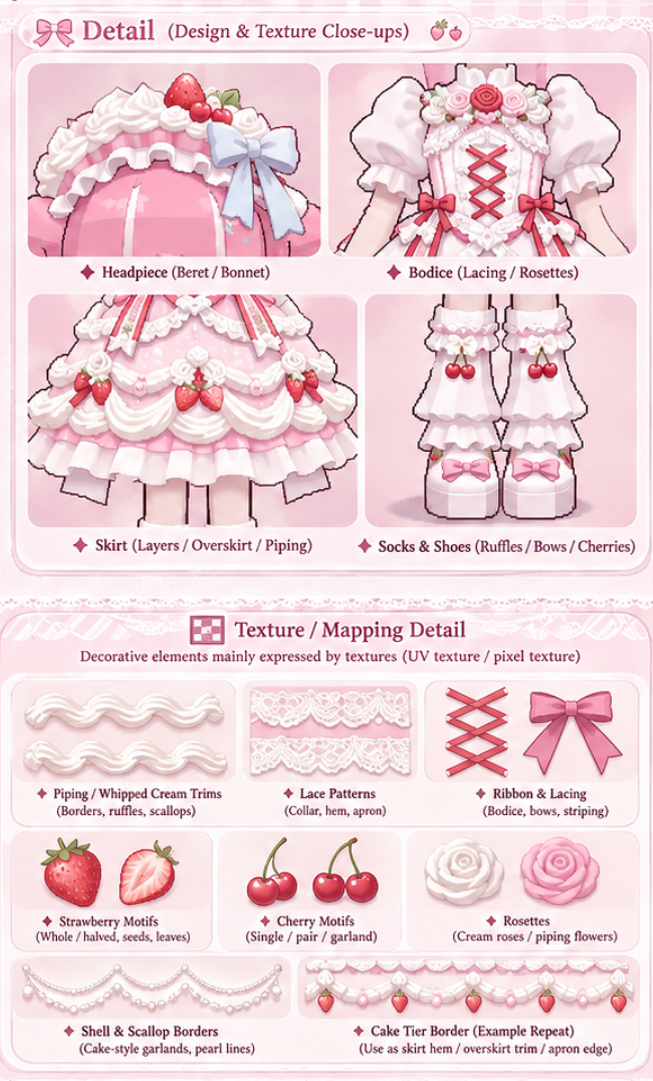 Detail (Design & Texture Close-ups)
Headpiece (Beret / Bonnet)
Bodice (Lacing / Rosettes)
Skirt (Layers / Overskirt / Piping)
Socks & Shoes (Ruffles / Bows / Cherries)
Texture / Mapping Detail
Decorative elements mainly expressed by textures (UV texture / pixel texture)
Piping / Whipped Cream Trims
(Borders, ruffles, scallops)
Lace Patterns
(Collar, hem, apron)
Ribbon & Lacing
(Bodice, bows, striping)
Strawberry Motifs
(Whole / halved, seeds, leaves)
Cherry Motifs
(Single / pair / garland)
Rosettes
(Cream roses / piping flowers)
Shell & Scallop Borders
(Cake-style garlands, pearl lines)
Cake Tier Border (Example Repeat)
(Use as skirt hem / overskirt trim / apron edge)